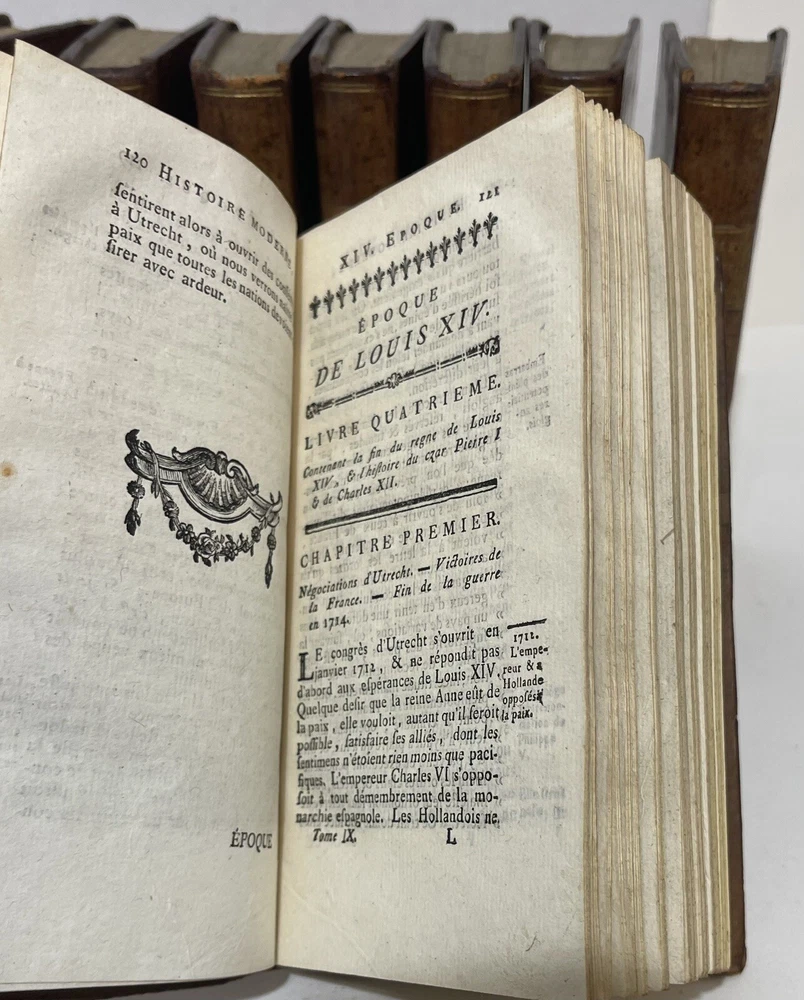 120 HISTOIRE MODERNE
ſentirent alors à ouvrir des
à Utrecht, où nous verrons
paix que toutes les nations
ſirer avec ardeur.
ÉPOQUE
XIV. EPOQUE. 121
ÉPOQUE
DE LOUIS XIV.
LIVRE QUATRIEME.
Contenant la fin du regne de Louis
XIV, & l'hiſtoire du czar Pierre I
& de Charles XII.
CHAPITRE PREMIER.
Négociations d'Utrecht. — Victoires de
la France. — Fin de la guerre
en 1714.
LE congrès d'Utrecht s'ouvrit en
janvier 1712, & ne répondit pas
d'abord aux eſpérances de Louis XIV.
Quelque deſir que la reine Anne eût de
la paix, elle vouloit, autant qu'il ſeroit
poſſible, ſatisfaire ſes alliés, dont les
ſentimens n'étoient rien moins que paci-
fiques. L'empereur Charles VI s'oppo-
ſoit à tout démembrement de la mo-
narchie eſpagnole. Les Hollandois ne
1712.
L'empe-
reur & la
Hollande
oppoſés à
la paix.
Tome IX. L